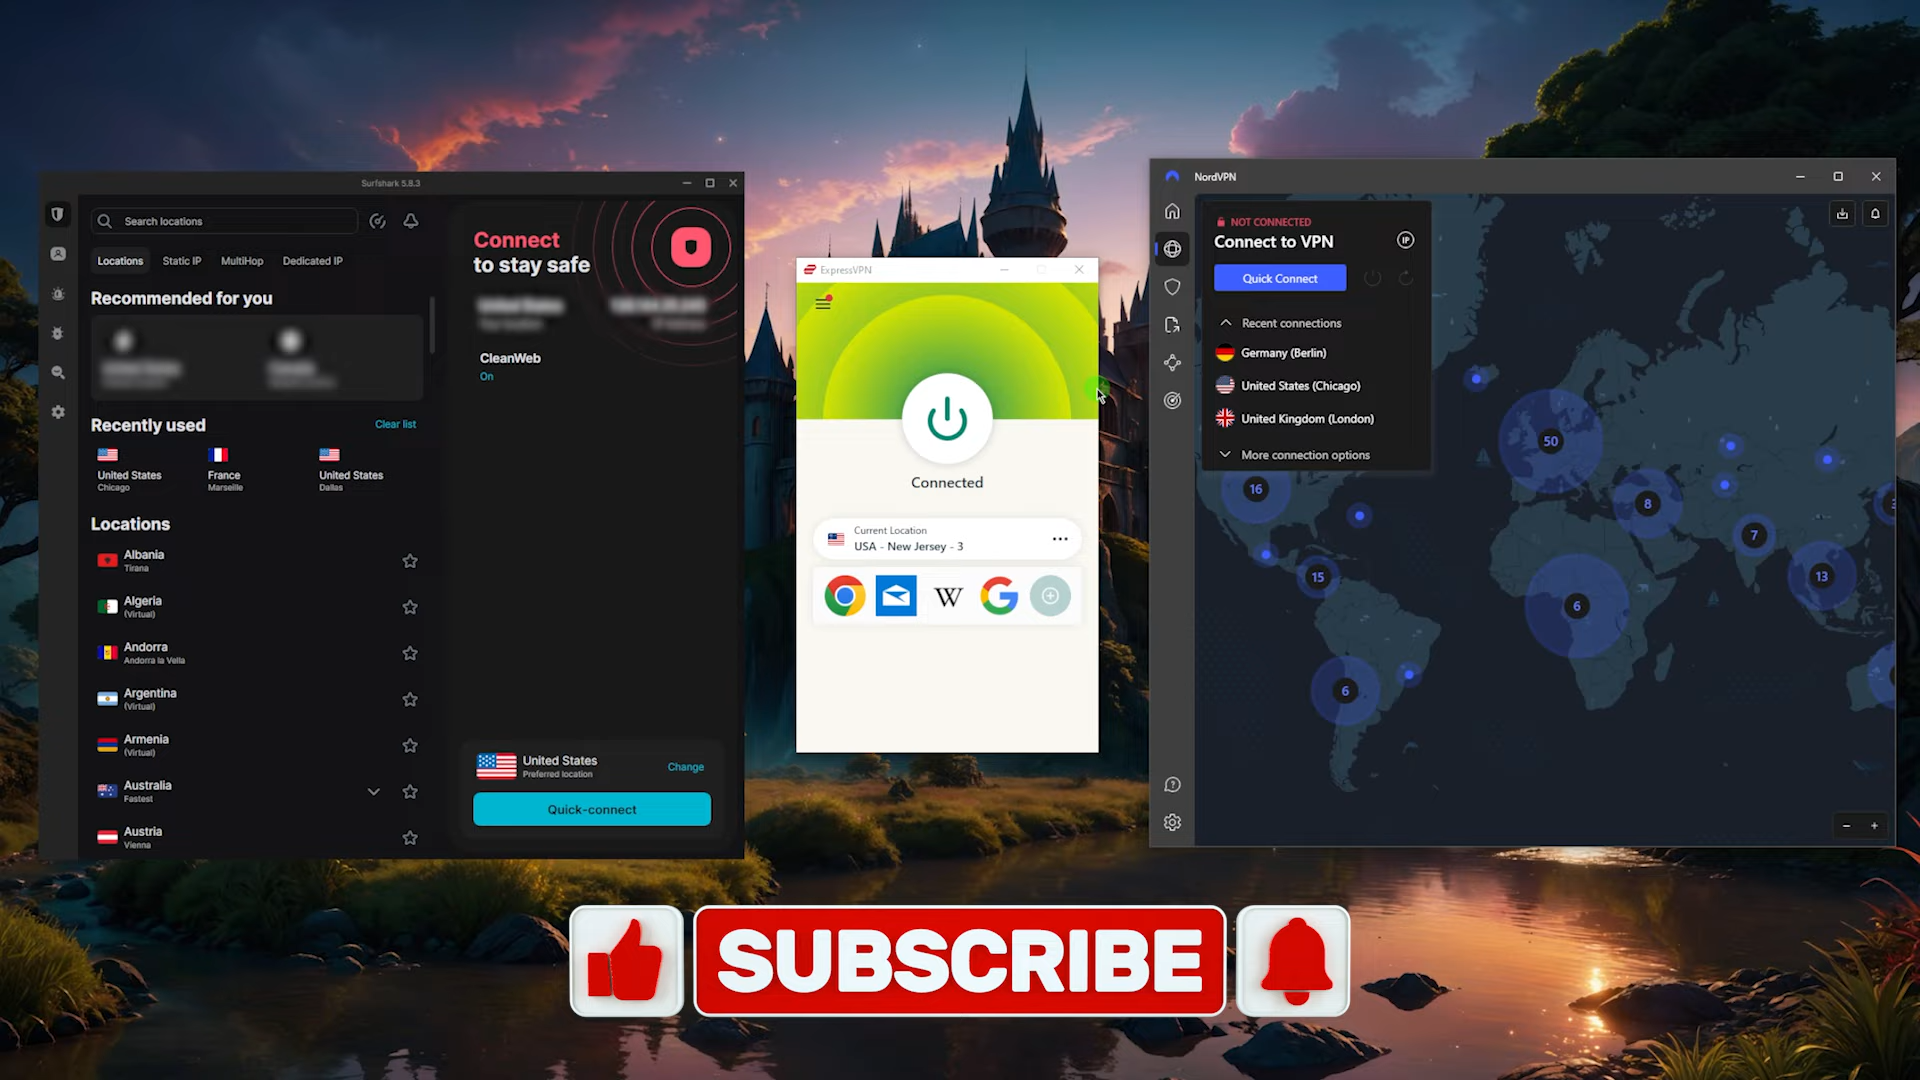 Surfshark 5.8.3
Search locations
Locations
Static IP
MultiHop
Dedicated IP
Recommended for you
Recently used
Clear list
United States
Chicago
France
Marseille
United States
Dallas
Locations
Albania
Tirana
Algeria
(Virtual)
Andorra
Andorra la Vella
Argentina
(Virtual)
Armenia
(Virtual)
Australia
Fastest
Austria
Vienna
Connect
to stay safe
CleanWeb
On
United States
Preferred location
Change
Quick-connect
ExpressVPN
Connected
Current Location
USA - New Jersey - 3
W
G
NordVPN
NOT CONNECTED
Connect to VPN
IP
Quick Connect
Recent connections
Germany (Berlin)
United States (Chicago)
United Kingdom (London)
More connection options
50
16
8
7
15
13
6
6
SUBSCRIBE